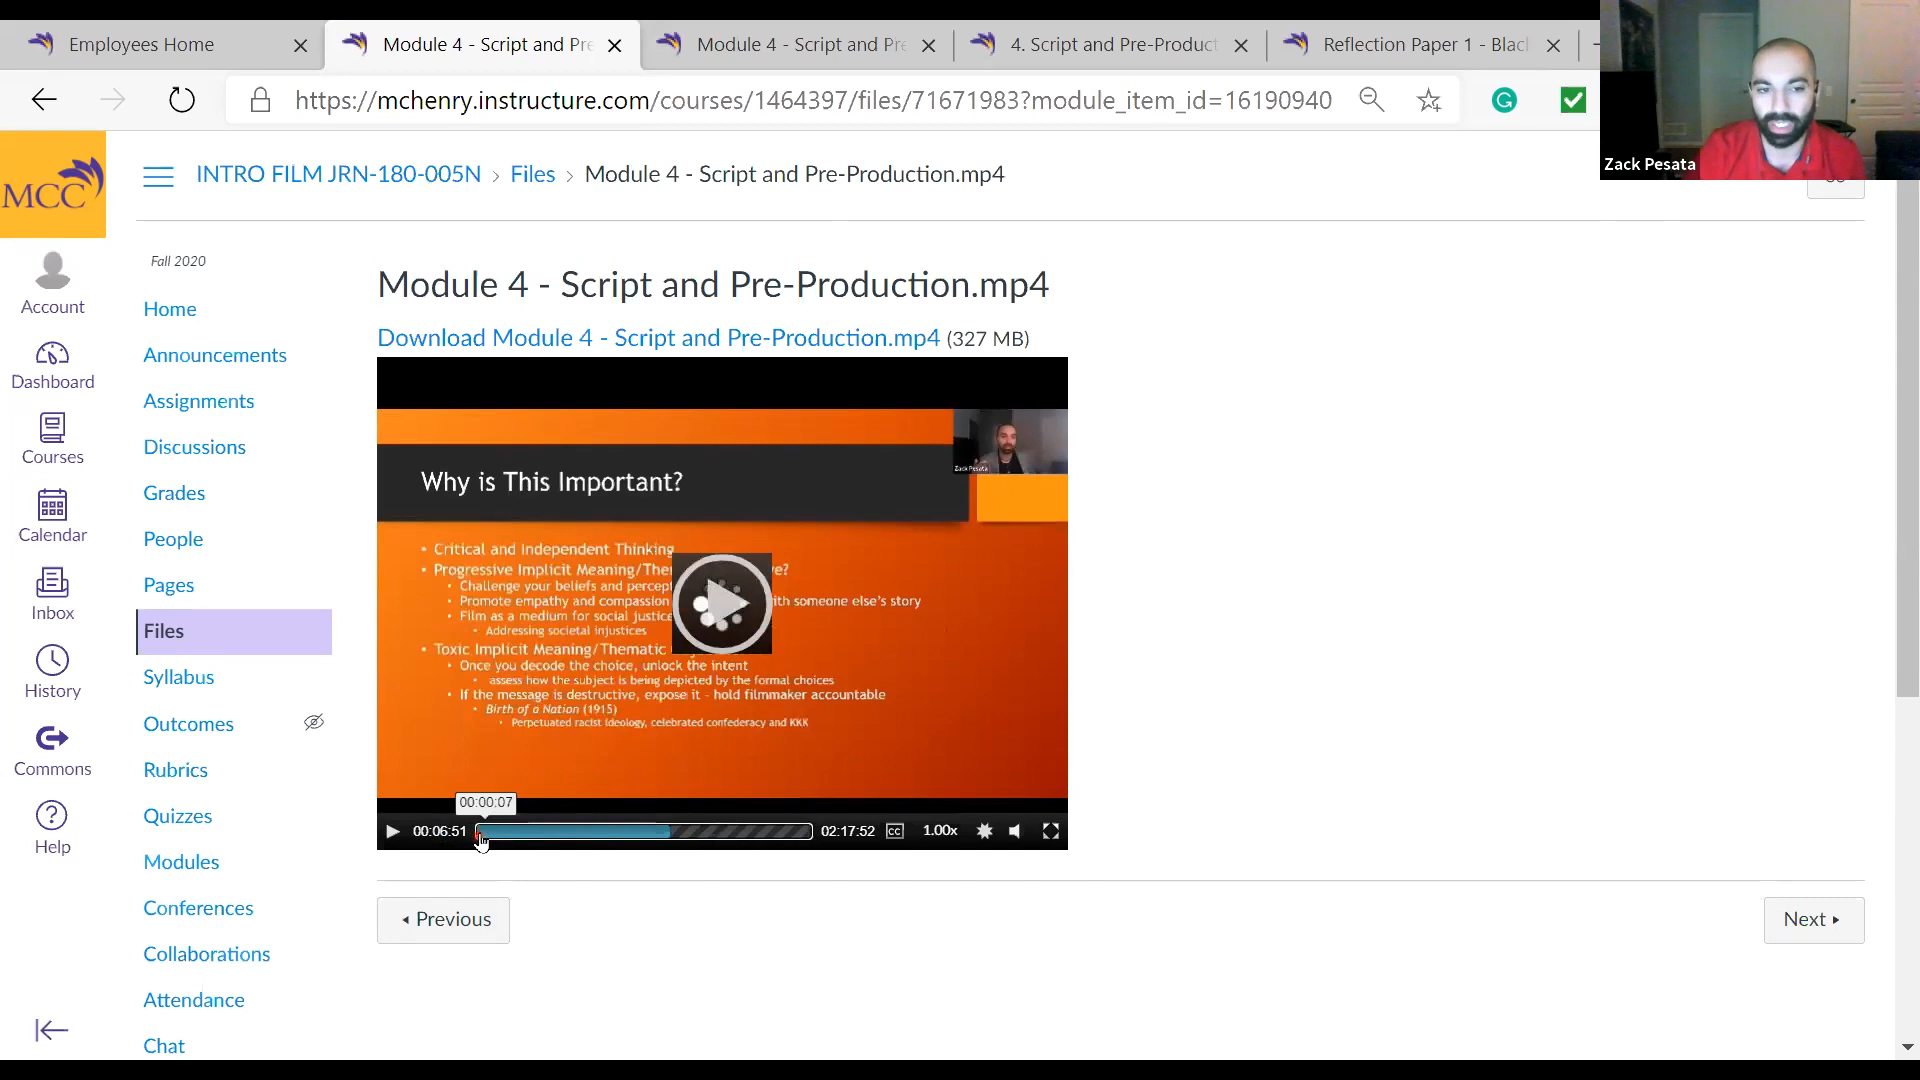 Employees Home
Module 4 - Script and Pre
Module 4 - Script and Pre
4. Script and Pre-Product
Reflection Paper 1 - Blac
https://mchenry.instructure.com/courses/1464397/files/71671983?module_item_id=16190940
Zack Pesata
MCC
INTRO FILM JRN-180-005N › Files › Module 4 - Script and Pre-Production.mp4
Fall 2020
Account
Dashboard
Courses
Calendar
Inbox
History
Commons
Help
Home
Announcements
Assignments
Discussions
Grades
People
Pages
Files
Syllabus
Outcomes
Rubrics
Quizzes
Modules
Conferences
Collaborations
Attendance
Chat
Module 4 - Script and Pre-Production.mp4
Download Module 4 - Script and Pre-Production.mp4 (327 MB)
Zack Pesata
Why is This Important?
• Critical and Independent Thinking
• Progressive Implicit Meaning/The
• Challenge your beliefs and percep
• Promote empathy and compassion ith someone else's story
• Film as a medium for social justice
• Addressing societal injustices
• Toxic Implicit Meaning/Thematic
• Once you decode the choice, unlock the intent
• assess how the subject is being depicted by the formal choices
• If the message is destructive, expose it - hold filmmaker accountable
• Birth of a Nation (1915)
• Perpetuated racist ideology, celebrated confederacy and KKK
00:00:07
00:06:51
02:17:52
CC
1.00x
Previous
Next